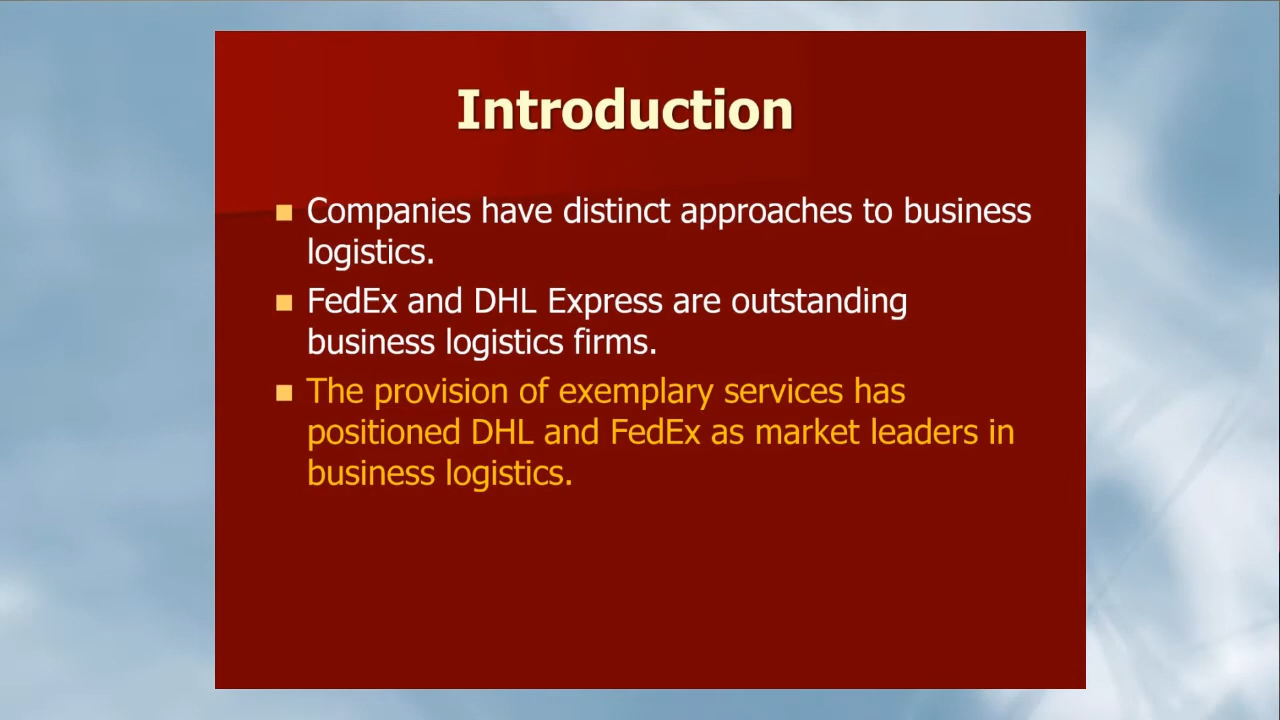 Introduction
Companies have distinct approaches to business
logistics.
FedEx and DHL Express are outstanding
business logistics firms.
The provision of exemplary services has
positioned DHL and FedEx as market leaders in
business logistics.